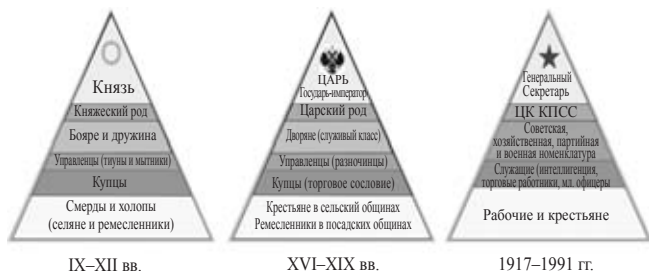 Князь
Княжеский род
Бояре и дружина
Управленцы (тиуны и мытники)
Купцы
Смерды и холопы
(селяне и ремесленники)
IX–XII вв.
ЦАРЬ
Государь-император
Царский род
Дворяне (служивый класс)
Управленцы (разночинцы)
Купцы (торговое сословие)
Крестьяне в сельский общинах
Ремесленники в посадских общинах
XVI–XIX вв.
Генеральный
Секретарь
ЦК КПСС
Советская,
хозяйственная, партийная
и военная номенклатура
Служащие (интеллигенция,
торговые работники, мл. офицеры
Рабочие и крестьяне
1917–1991 гг.